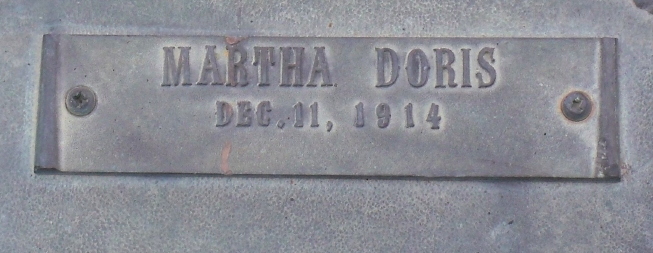 MARTHA DORIS
DEC. 11, 1914